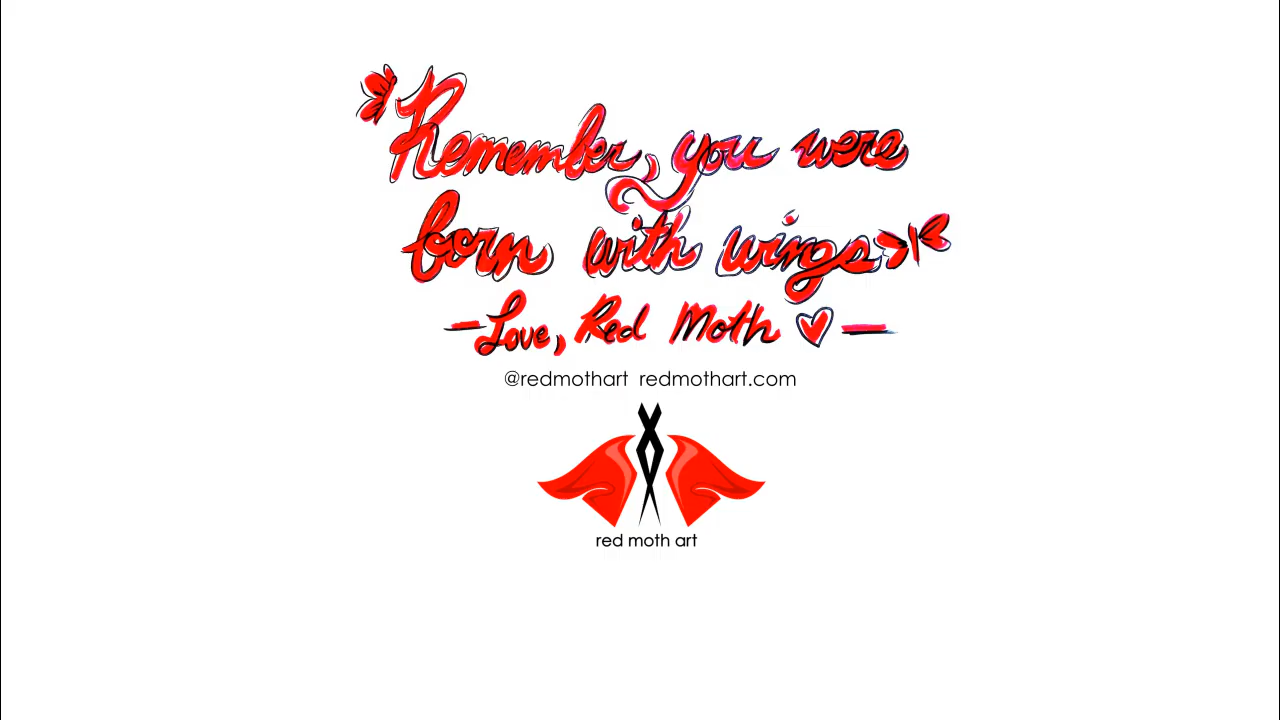 Remember, you were
born with wings
-Love, Red Moth
@redmothart redmothart.com
red moth art